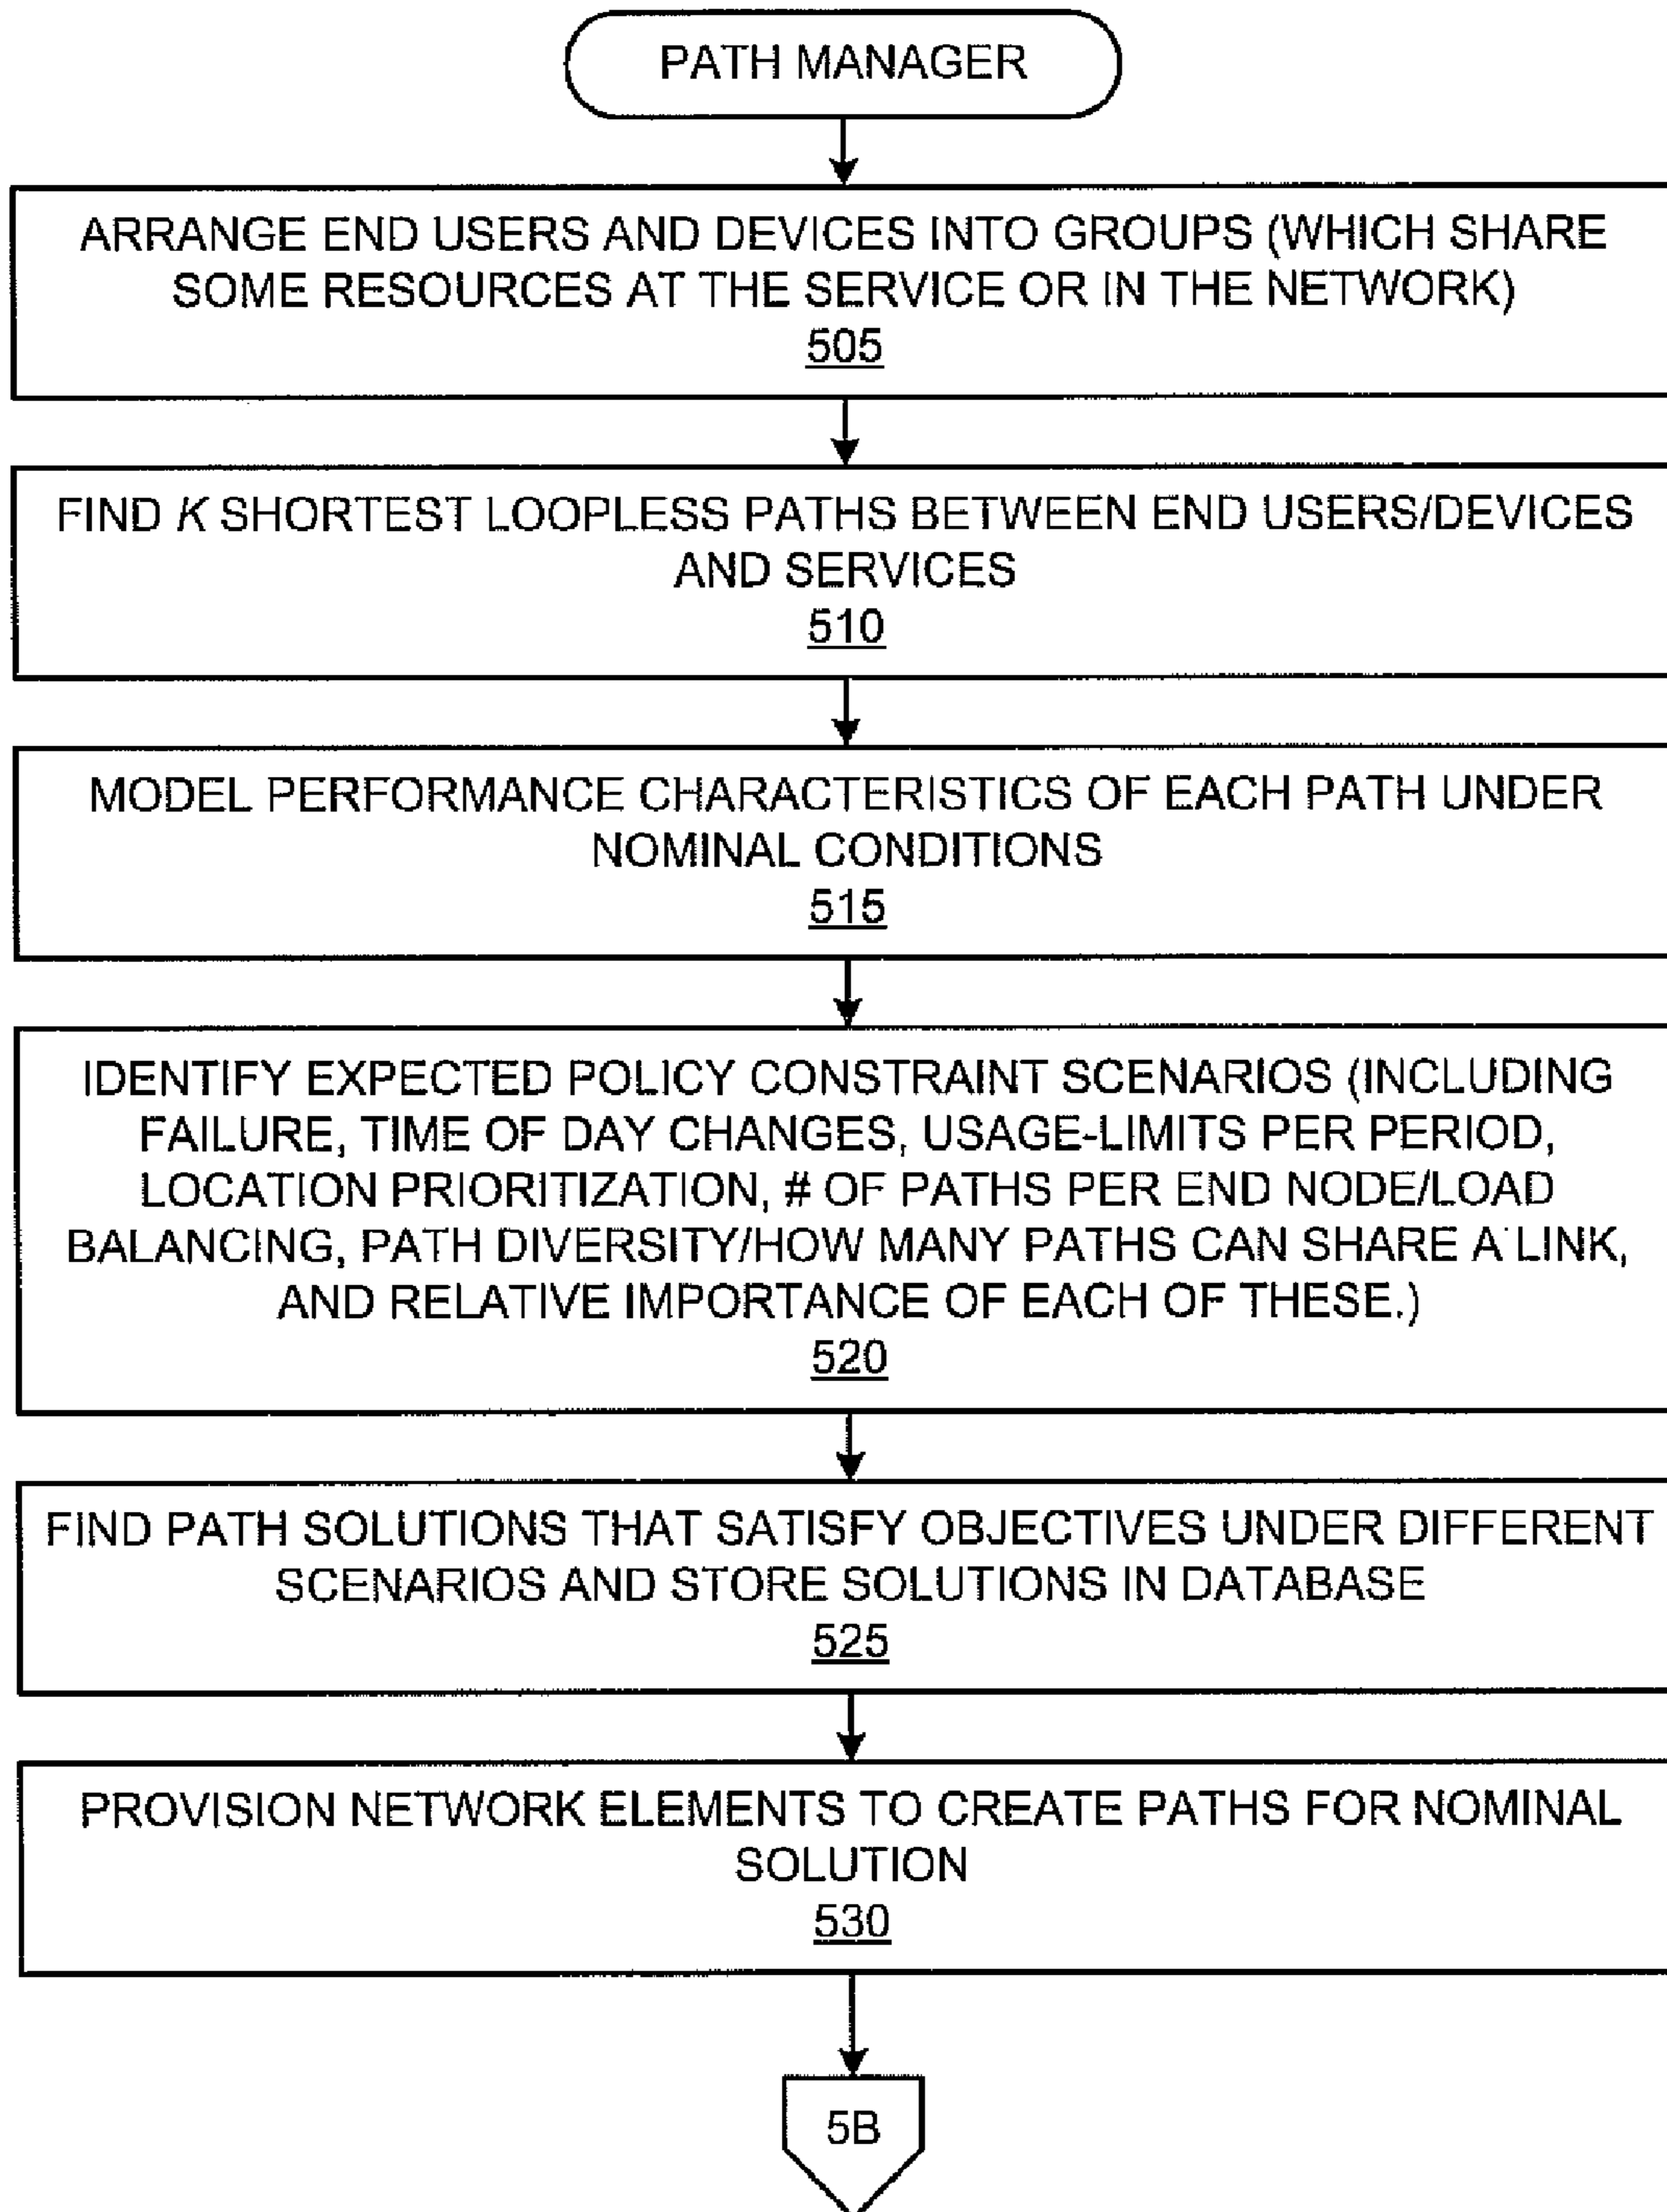 PATH MANAGER
ARRANGE END USERS AND DEVICES INTO GROUPS (WHICH SHARE
SOME RESOURCES AT THE SERVICE OR IN THE NETWORK)
505
FIND K SHORTEST LOOPLESS PATHS BETWEEN END USERS/DEVICES
AND SERVICES
510
MODEL PERFORMANCE CHARACTERISTICS OF EACH PATH UNDER
NOMINAL CONDITIONS
515
IDENTIFY EXPECTED POLICY CONSTRAINT SCENARIOS (INCLUDING
FAILURE, TIME OF DAY CHANGES, USAGE-LIMITS PER PERIOD,
LOCATION PRIORITIZATION, # OF PATHS PER END NODE/LOAD
BALANCING, PATH DIVERSITY/HOW MANY PATHS CAN SHARE A LINK,
AND RELATIVE IMPORTANCE OF EACH OF THESE.)
520
FIND PATH SOLUTIONS THAT SATISFY OBJECTIVES UNDER DIFFERENT
SCENARIOS AND STORE SOLUTIONS IN DATABASE
525
PROVISION NETWORK ELEMENTS TO CREATE PATHS FOR NOMINAL
SOLUTION
530
5B